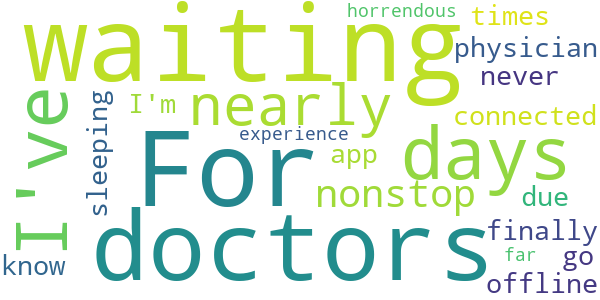 horrendous
times
waiting
physician
never
I've
sleeping
I'm
nearly
connected
experience
For
app
days
nonstop
due
doctors
finally
know
far
go
offline